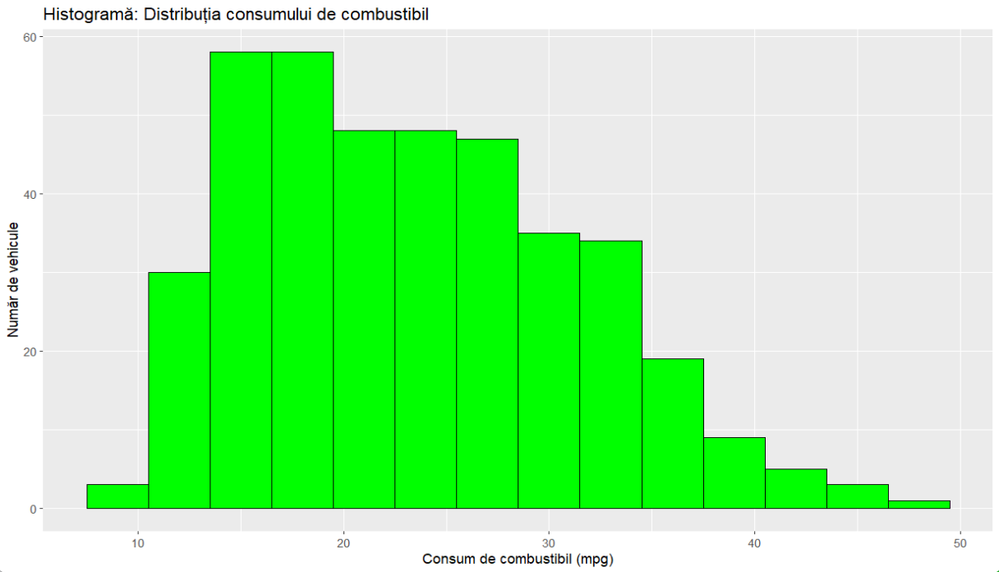 Histogramă: Distribuția consumului de combustibil
60
40
20
0
Număr de vehicule
10 20 30 40 50
Consum de combustibil (mpg)